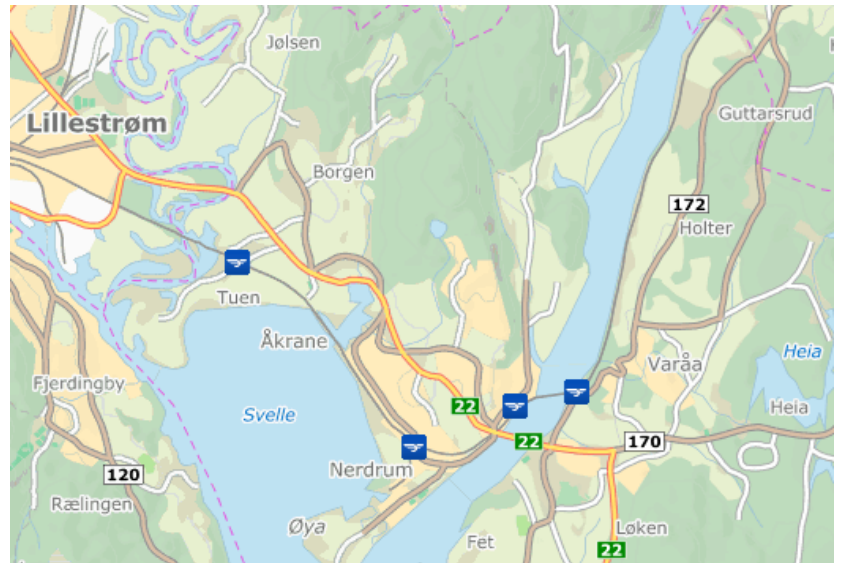 Jølsen
Guttarsrud
Lillestrøm
Borgen
172
Holter
Tuen
Åkrane
Heia
Varåa
Fjerdingby
22
Heia
Svelle
22
170
Nerdrum
120
Rælingen
Øya
Løken
Fet
22